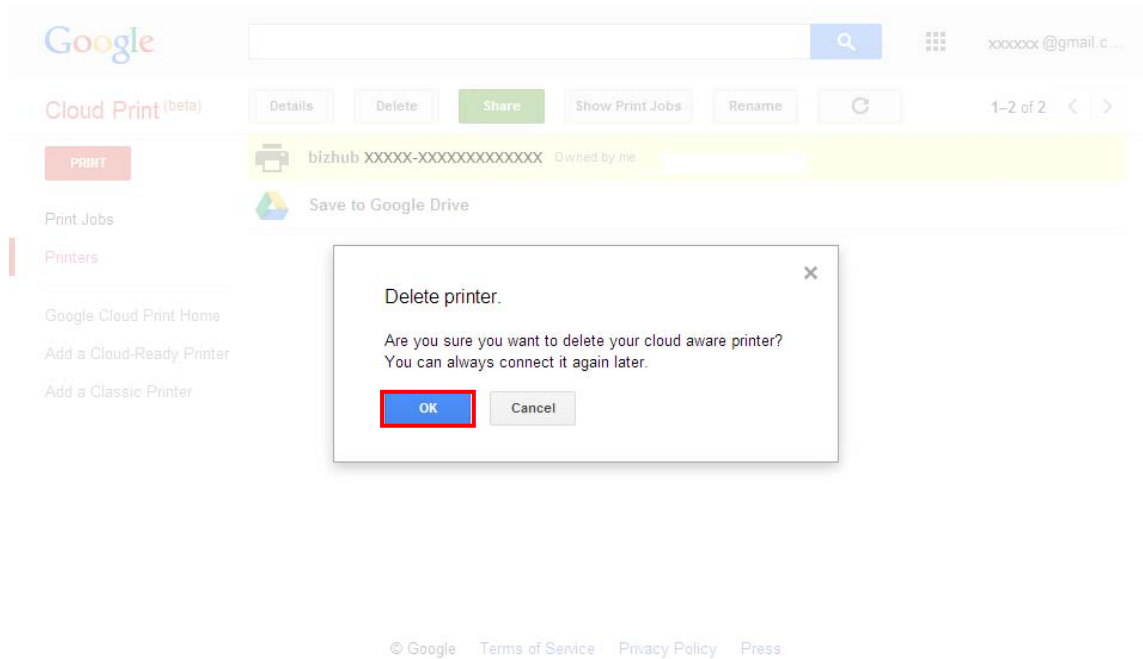 Google
xxxxxx @gmail.c...
Cloud Print (beta)
Details Delete Share Show Print Jobs Rename 1–2 of 2
PRINT
bizhub XXXXX-XXXXXXXXXXXXX Owned by me
Print Jobs
Save to Google Drive
Printers
Google Cloud Print Home
Add a Cloud-Ready Printer
Add a Classic Printer
Delete printer.
Are you sure you want to delete your cloud aware printer?
You can always connect it again later.
OK Cancel
© Google Terms of Service Privacy Policy Press